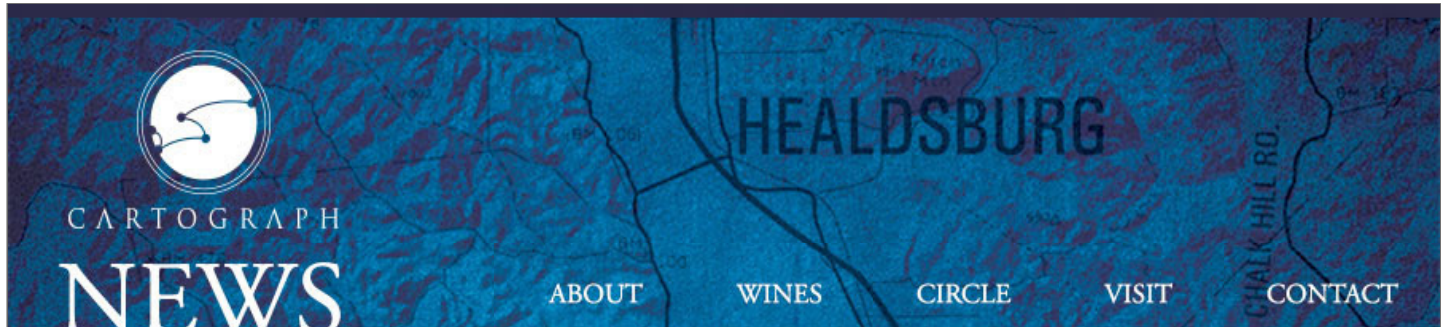 HEALDSBURG
CHALK HILL RD.
CARTOGRAPH
NEWS
ABOUT WINES CIRCLE VISIT CONTACT